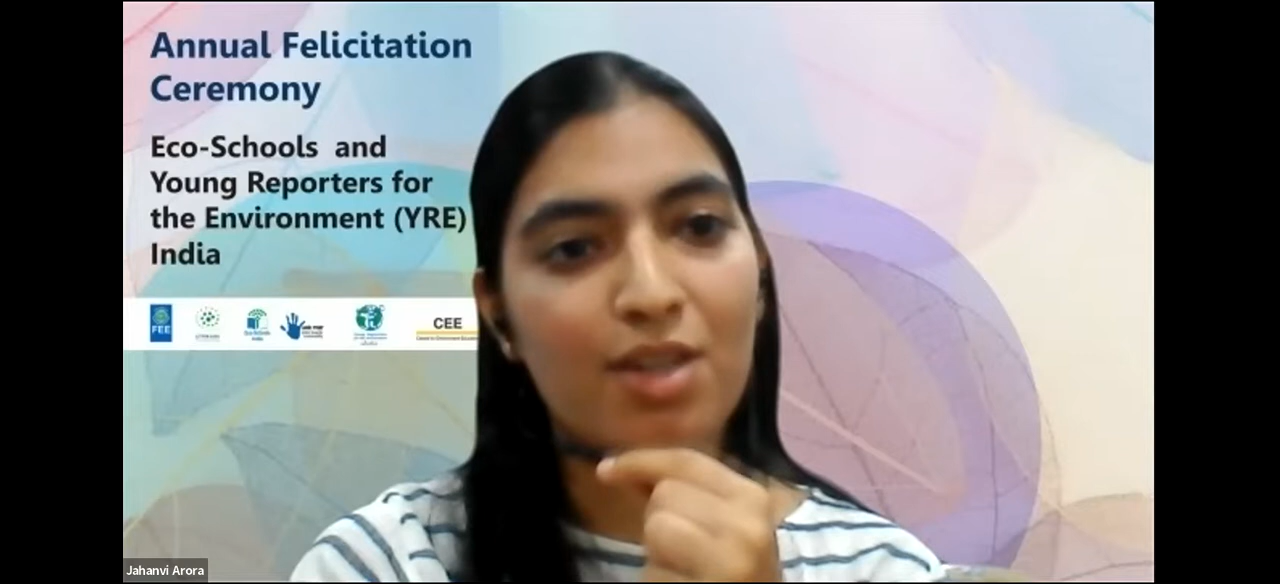 Annual Felicitation
Ceremony
Eco-Schools and
Young Reporters for
the Environment (YRE)
India
FEE
CEE
Jahanvi Arora